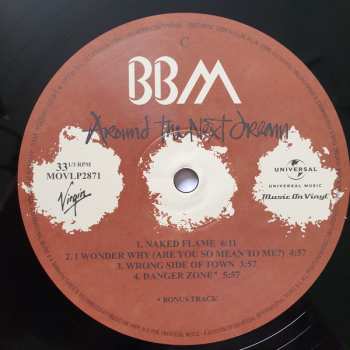 C
BBM
Around the Next Dream
33 1/3 RPM
MOVLP2871
Virgin
UNIVERSAL
UNIVERSAL MUSIC
Music On Vinyl
1. NAKED FLAME 6:11
2. I WONDER WHY (ARE YOU SO MEAN TO ME?) 4:57
3. WRONG SIDE OF TOWN 3:57
4. DANGER ZONE* 5:57
* BONUS TRACK